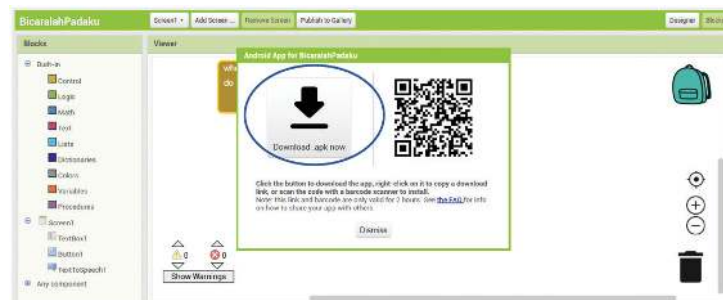 BicaralahPadaku
Screen1
Add Screen ...
Remove Screen
Publish to Gallery
Designer
Blocks
Blocks
Viewer
Built-in
Control
Logic
Math
Text
Lists
Dictionaries
Colors
Variables
Procedures
Screen1
TextBox1
Button1
TextToSpeech1
Any component
do
Android App for BicaralahPadaku
Download .apk now
Click the button to download the app, right-click on it to copy a download
link, or scan the code with a barcode scanner to install.
Note: this link and barcode are only valid for 2 hours. See the FAQ for info
on how to share your app with others.
Dismiss
0
0
Show Warnings